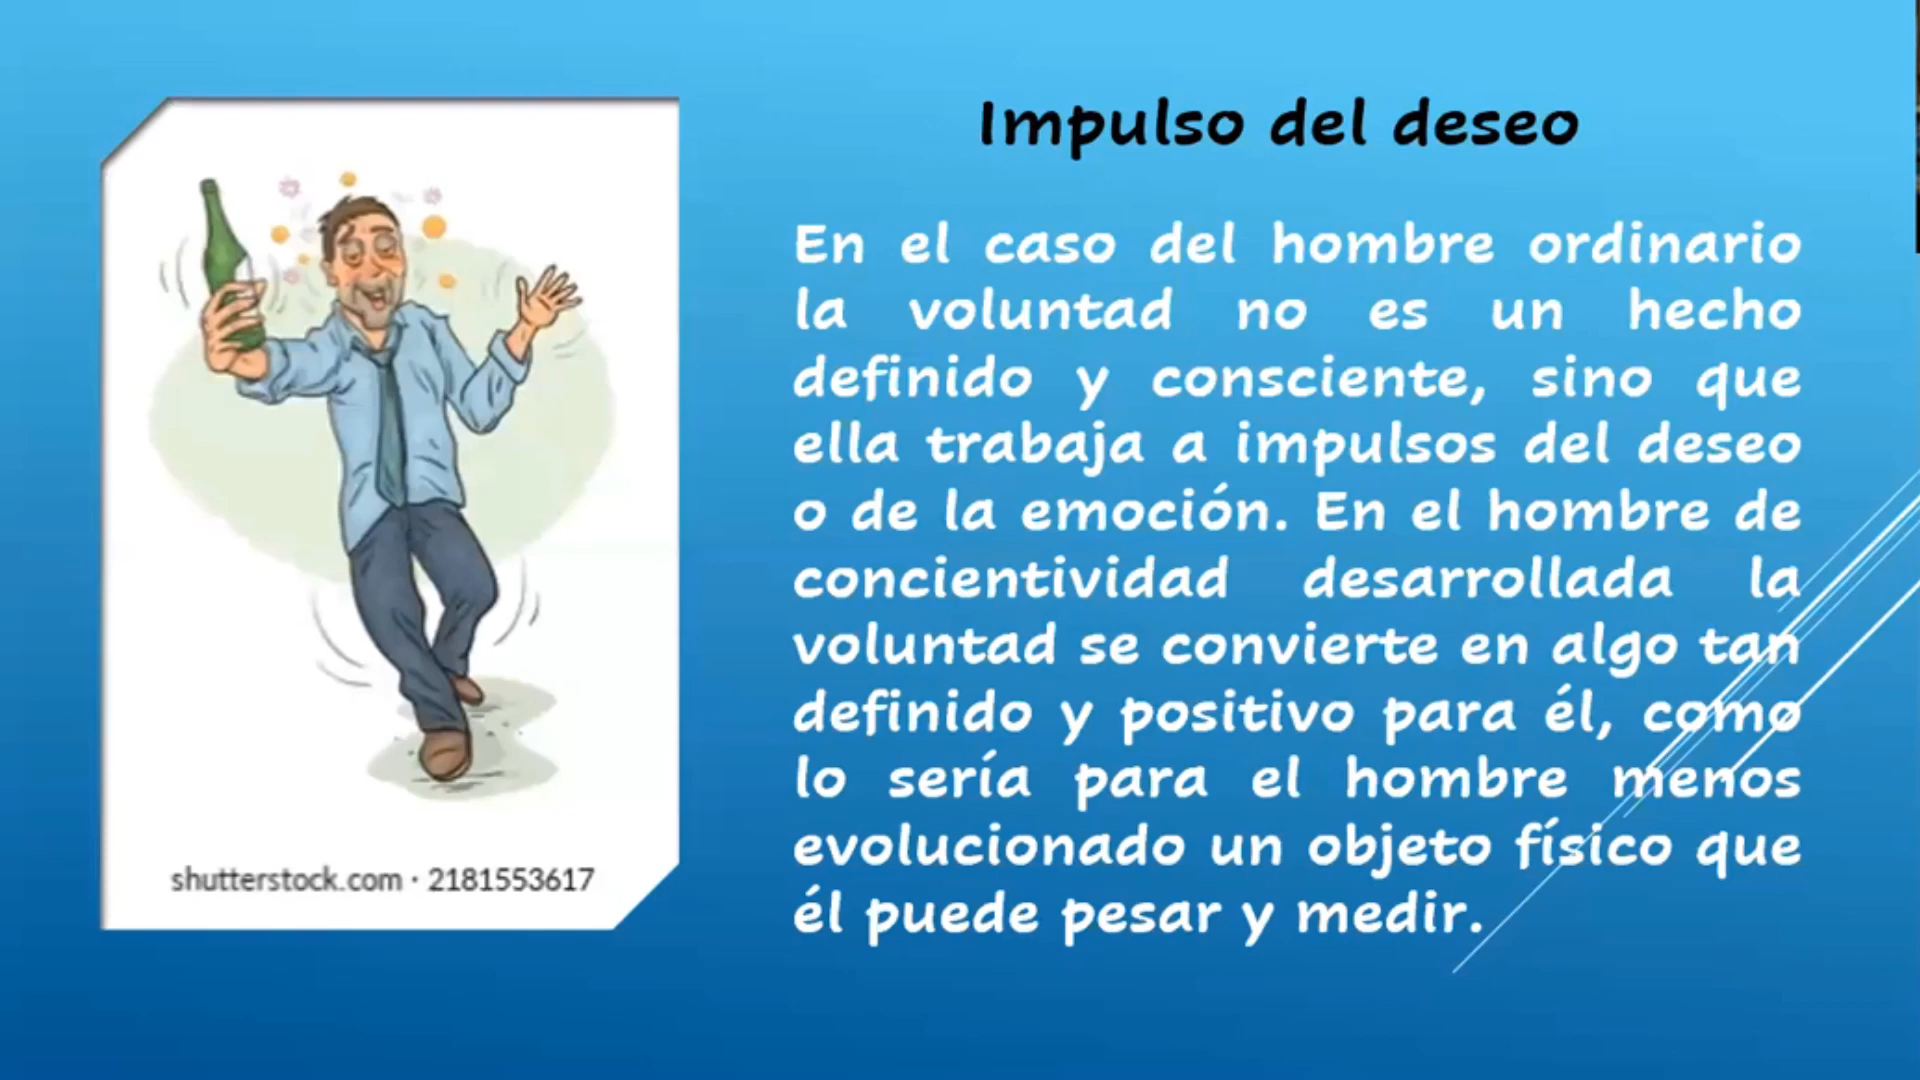 Impulso del deseo
En el caso del hombre ordinario
la voluntad no es un hecho
definido y consciente, sino que
ella trabaja a impulsos del deseo
o de la emoción. En el hombre de
concientividad desarrollada la
voluntad se convierte en algo tan
definido y positivo para él, como
lo sería para el hombre menos
evolucionado un objeto físico que
él puede pesar y medir.
shutterstock.com · 2181553617